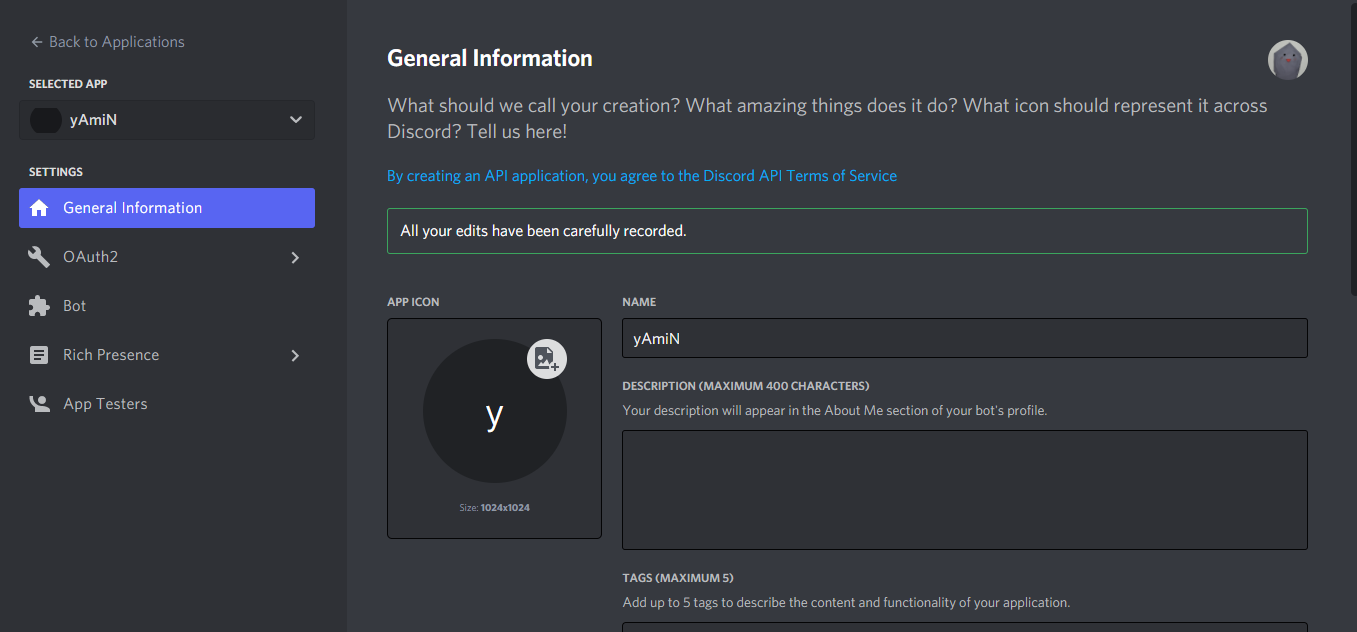 Back to Applications
SELECTED APP
yAmiN
SETTINGS
General Information
OAuth2
Bot
Rich Presence
App Testers
General Information
What should we call your creation? What amazing things does it do? What icon should represent it across
Discord? Tell us here!
By creating an API application, you agree to the Discord API Terms of Service
All your edits have been carefully recorded.
APP ICON
y
Size: 1024x1024
NAME
yAmiN
DESCRIPTION (MAXIMUM 400 CHARACTERS)
Your description will appear in the About Me section of your bot's profile.
TAGS (MAXIMUM 5)
Add up to 5 tags to describe the content and functionality of your application.